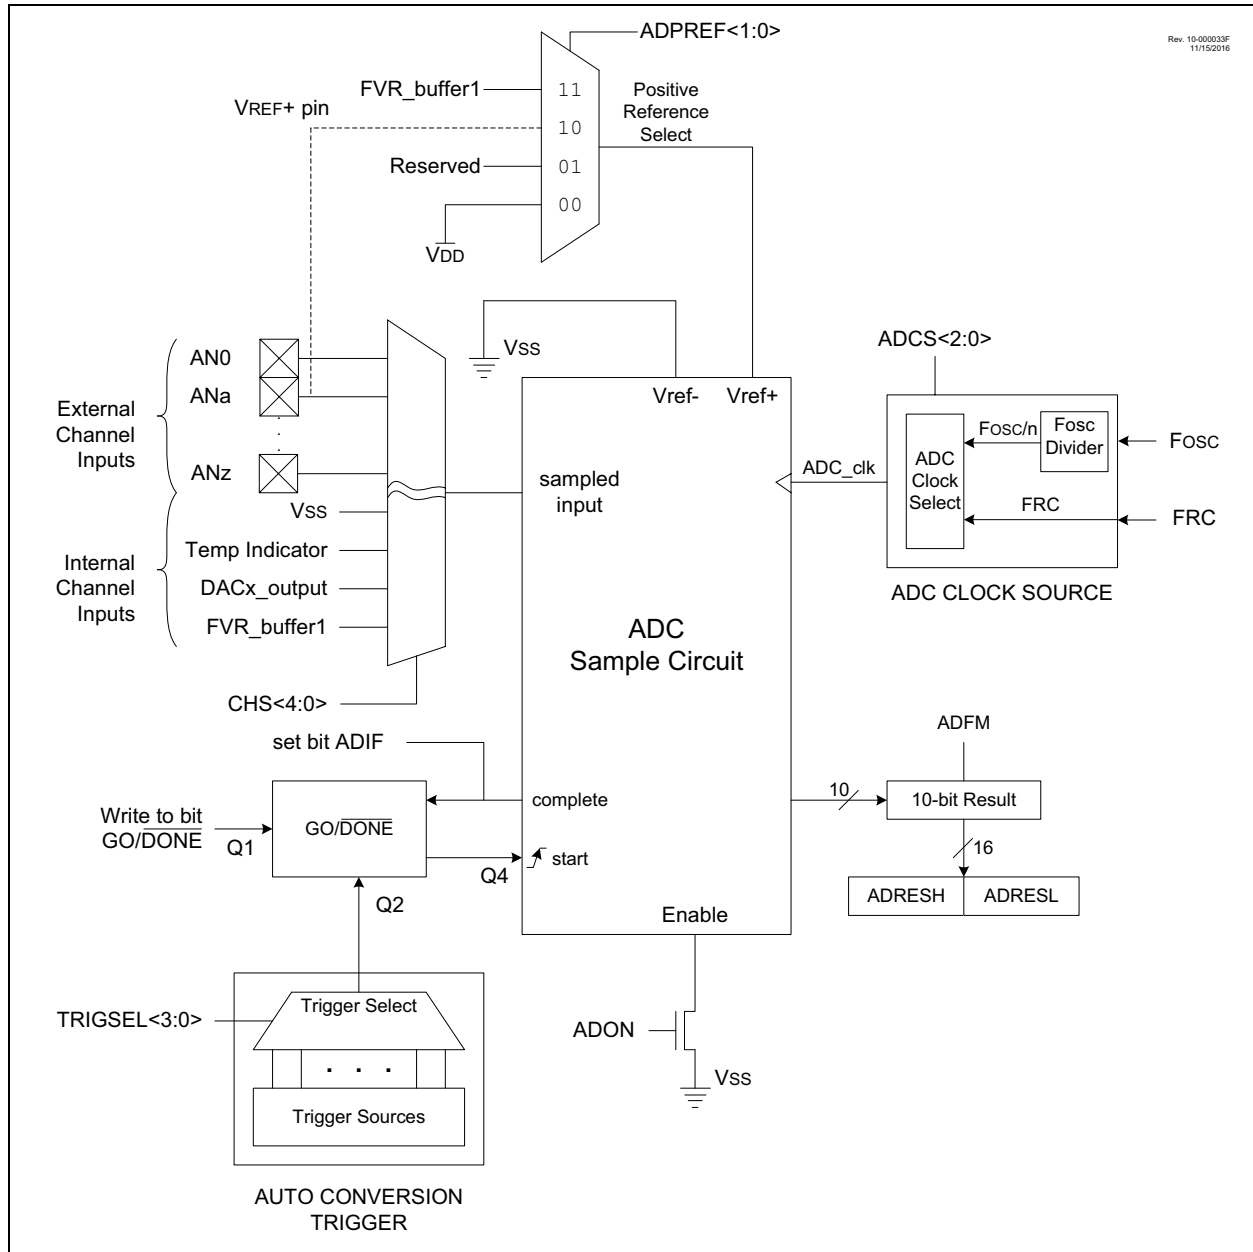 Rev. 10-000033F
11/15/2016
ADPREF<1:0>
FVR_buffer1
11
VREF+ pin
10
Reserved
01
00
VDD
Positive
Reference
Select
VSS
AN0
ANa
.
.
.
ANz
External
Channel
Inputs
VSS
Temp Indicator
DACx_output
FVR_buffer1
Internal
Channel
Inputs
CHS<4:0>
Vref-
Vref+
sampled
input
ADC
Sample Circuit
ADCS<2:0>
ADC_clk
ADC
Clock
Select
FOSC/n
Fosc
Divider
FOSC
FRC
FRC
ADC CLOCK SOURCE
set bit ADIF
complete
Write to bit
GO/DONE
Q1
GO/DONE
Q4
start
Q2
Enable
ADFM
10
10-bit Result
16
ADRESH
ADRESL
TRIGSEL<3:0>
Trigger Select
. . .
Trigger Sources
AUTO CONVERSION
TRIGGER
ADON
VSS